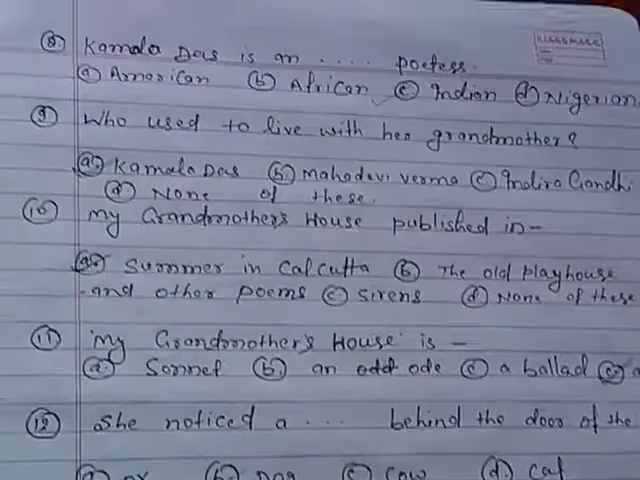 classmate
⑧ Kamala Das is an .... poetess.
ⓐ American ⓑ African ⓒ Indian ⓓ Nigerian
⑨ Who used to live with her grandmother?
ⓐ Kamala Das ⓑ Mahadevi verma ⓒ Indira Gandhi
ⓓ None of these.
⑩ my Grandmother's House published in-
ⓐ Summer in Calcutta ⓑ The old playhouse
and other poems ⓒ Sirens ⓓ None of these
⑪ my Grandmother's House is -
ⓐ Sonnet ⓑ an ode ⓒ a ballad
⑫ She noticed a ... behind the door of the
ⓐ ox ⓑ Dog ⓒ Cow ⓓ Cat